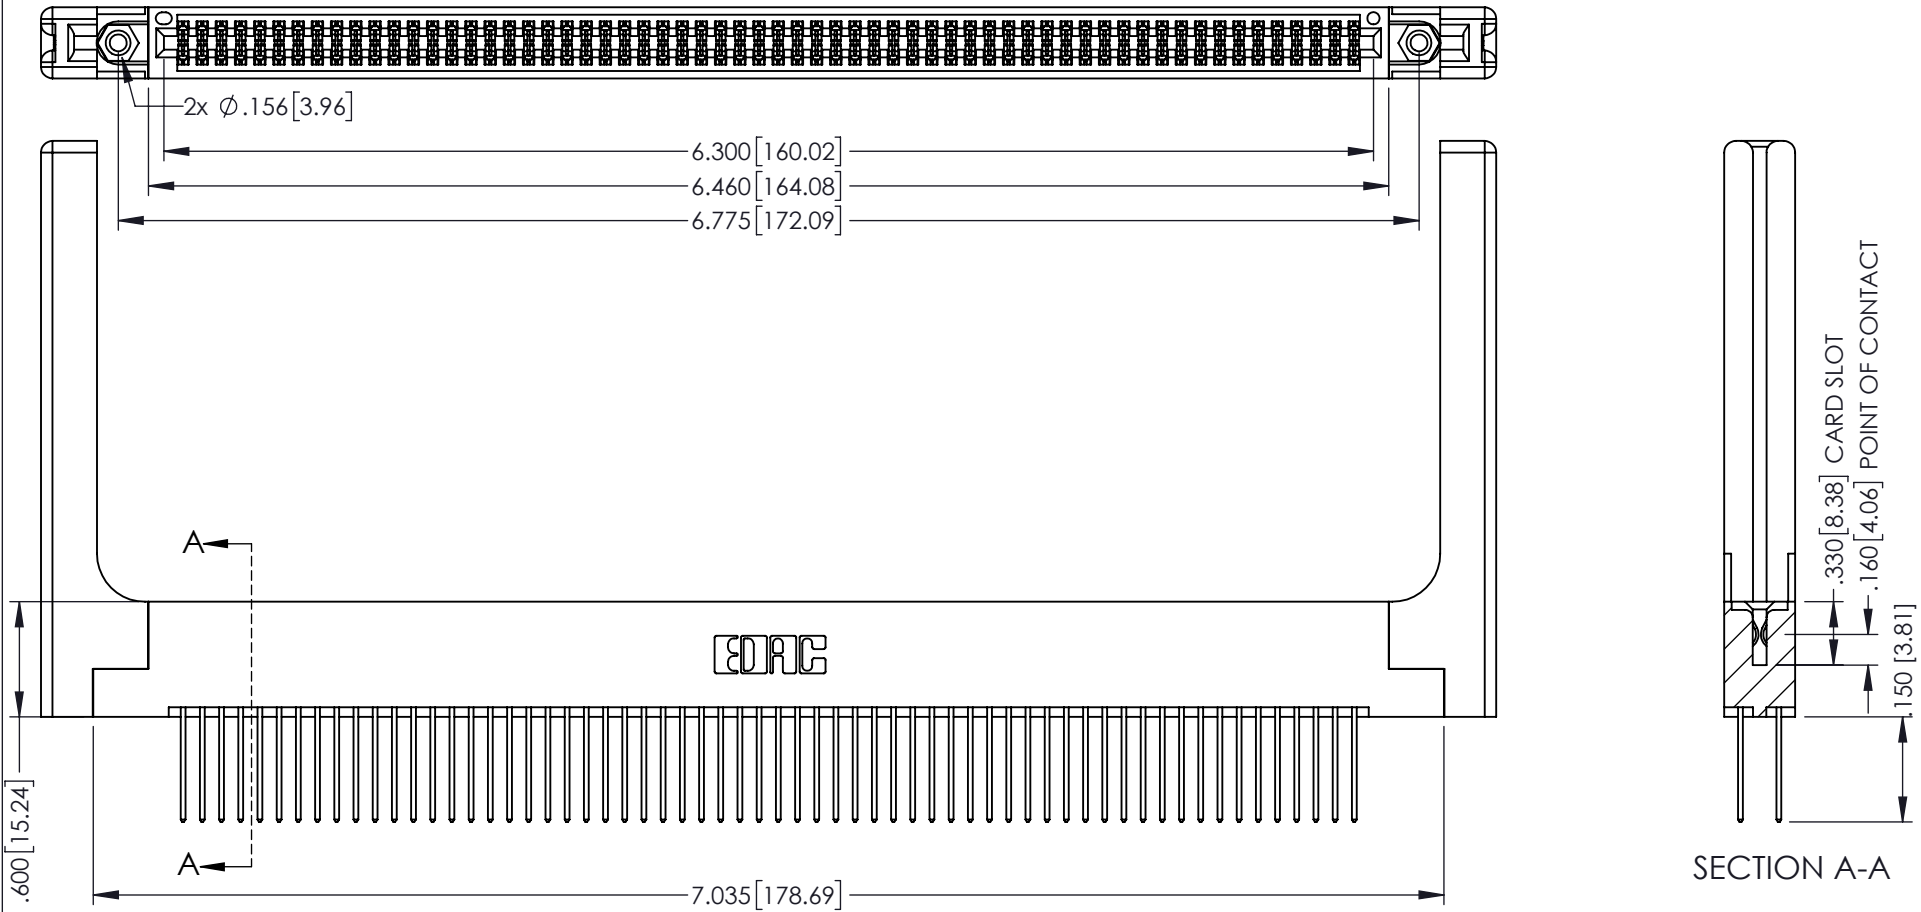 2x ∅.156[3.96]
6.300[160.02]
6.460[164.08]
6.775[172.09]
A
EDAC
A
.600[15.24]
7.035[178.69]
.330[8.38] CARD SLOT
.160[4.06] POINT OF CONTACT
.150 [3.81]
SECTION A-A